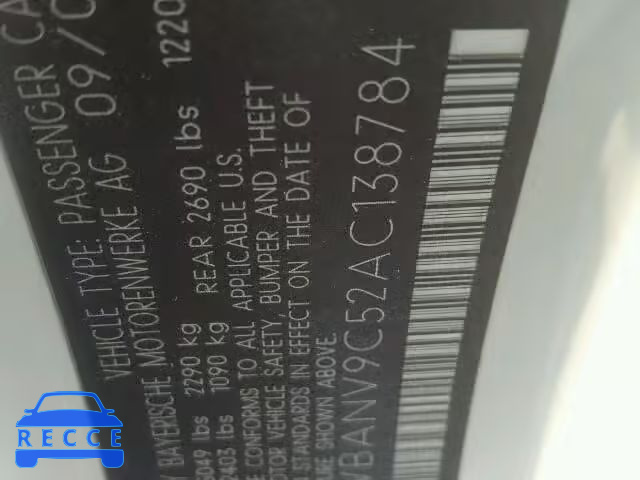 VEHICLE TYPE: PASSENGER CA
BAYERISCHE MOTORENWERKE AG 09/0
5049 lbs 2290 kg
2403 lbs 1090 kg REAR 2690 lbs 1220
CONFORMS TO ALL APPLICABLE U.S.
MOTOR VEHICLE SAFETY, BUMPER AND THEFT
STANDARDS IN EFFECT ON THE DATE OF
SHOWN ABOVE.
WBANV9C52AC138784
RECCE